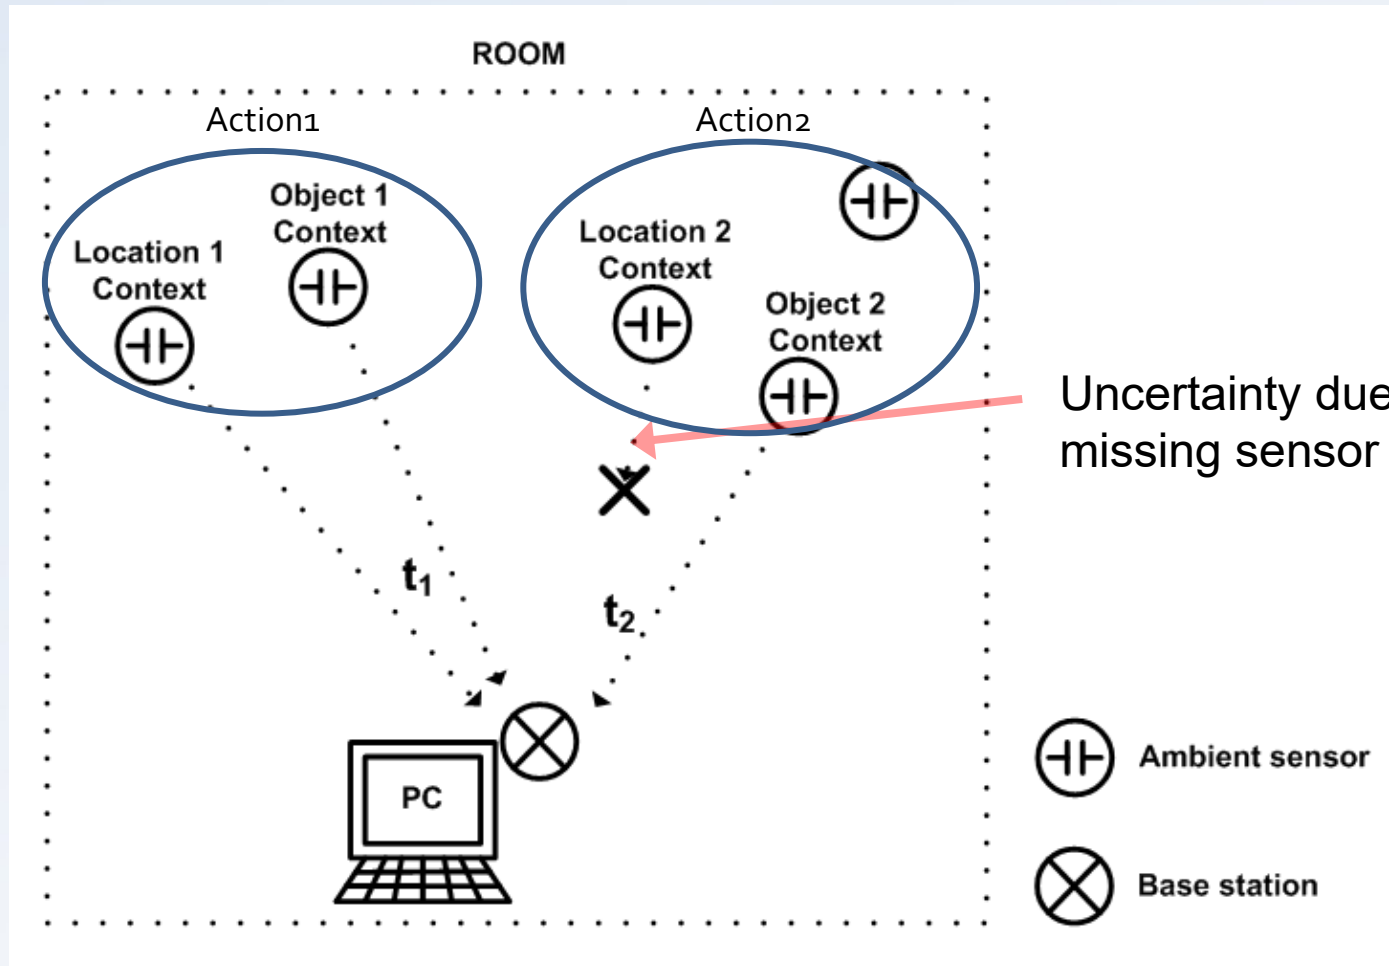 ROOM
Action1
Action2
Object 1
Context
Location 1
Context
Location 2
Context
Object 2
Context
Uncertainty due
missing sensor
t₁
t₂
PC
Ambient sensor
Base station